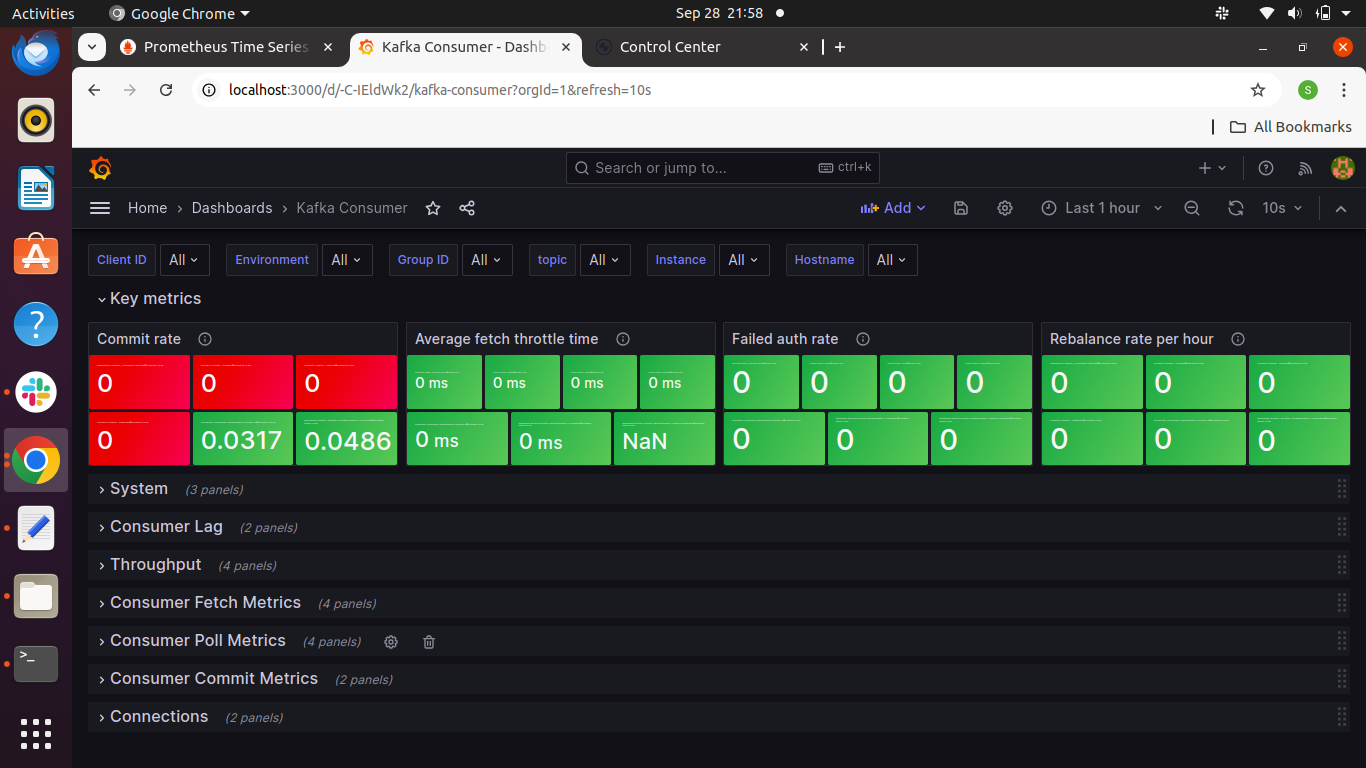 Activities Google Chrome Sep 28 21:58
Prometheus Time Series Kafka Consumer - Dashb Control Center
localhost:3000/d/-C-IEldWk2/kafka-consumer?orgId=1&refresh=10s S
All Bookmarks
Search or jump to... ctrl+k
Home › Dashboards › Kafka Consumer Add Last 1 hour 10s
Client ID All Environment All Group ID All topic All Instance All Hostname All
Key metrics
Commit rate Average fetch throttle time Failed auth rate Rebalance rate per hour
0 0 0 0 ms 0 ms 0 ms 0 ms 0 0 0 0 0 0 0
0 0.0317 0.0486 0 ms 0 ms NaN 0 0 0 0 0 0
System (3 panels)
Consumer Lag (2 panels)
Throughput (4 panels)
Consumer Fetch Metrics (4 panels)
Consumer Poll Metrics (4 panels)
Consumer Commit Metrics (2 panels)
Connections (2 panels)